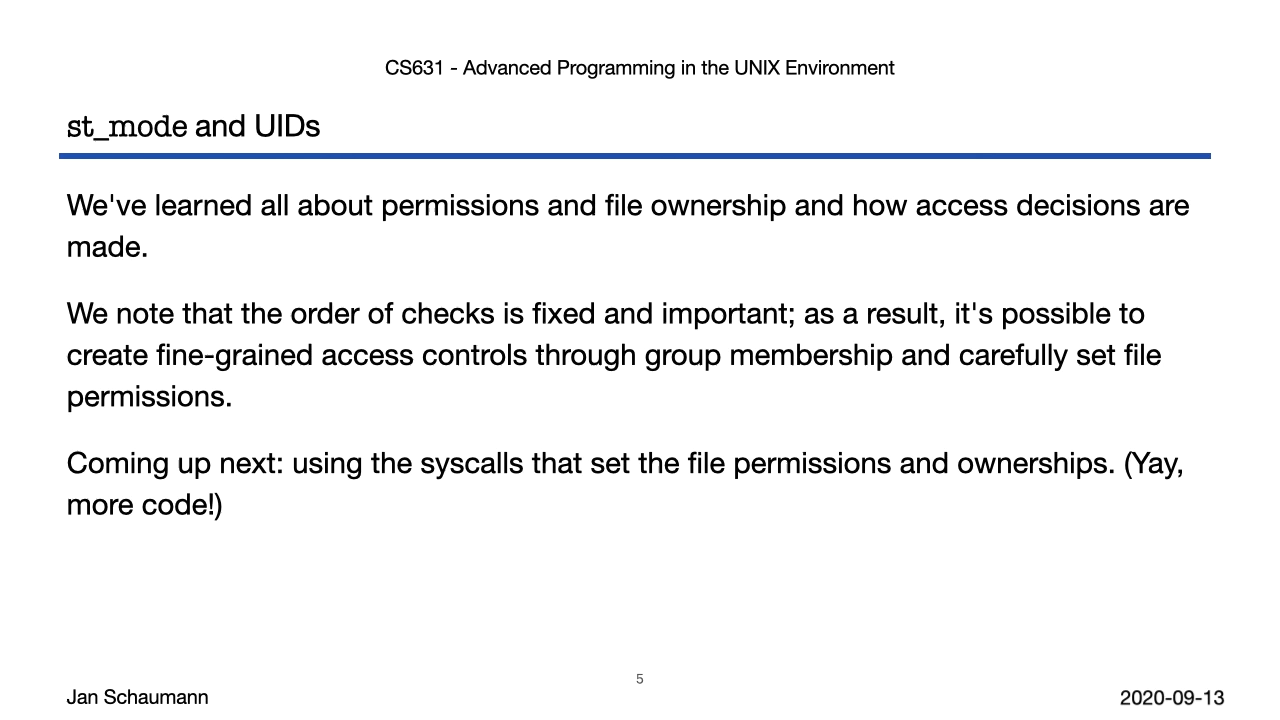 CS631 - Advanced Programming in the UNIX Environment
st_mode and UIDs
We've learned all about permissions and file ownership and how access decisions are
made.
We note that the order of checks is fixed and important; as a result, it's possible to
create fine-grained access controls through group membership and carefully set file
permissions.
Coming up next: using the syscalls that set the file permissions and ownerships. (Yay,
more code!)
5
Jan Schaumann
2020-09-13